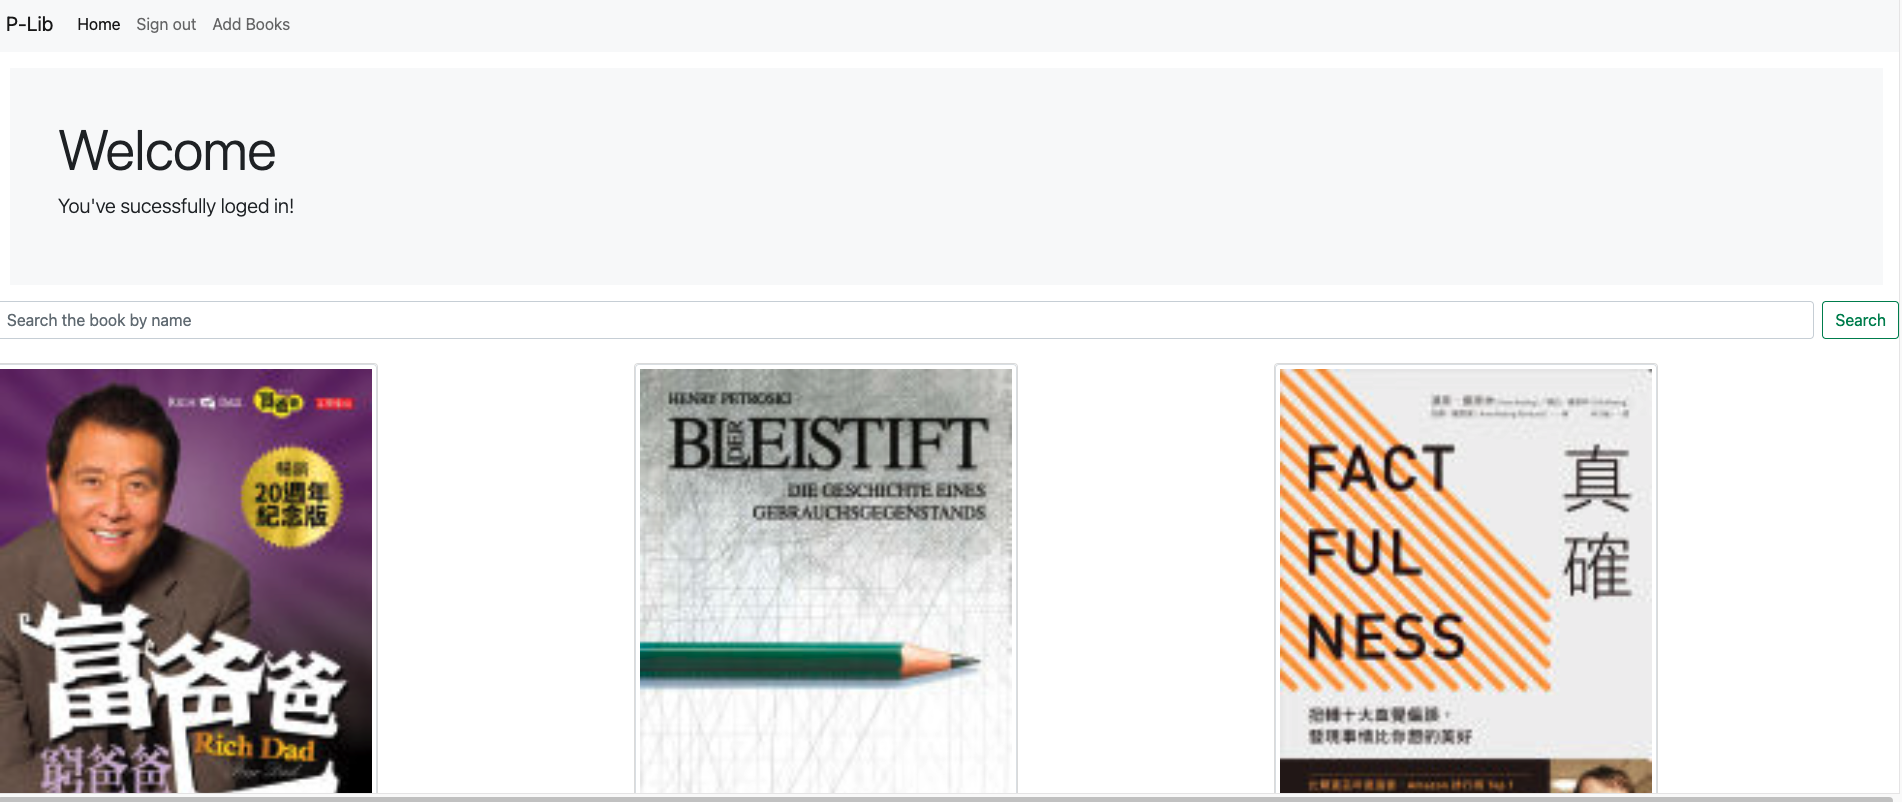 P-Lib Home Sign out Add Books
Welcome
You've sucessfully loged in!
Search the book by name Search
RICH DAD
暢銷
20週年
紀念版
富爸爸
窮爸爸
Rich Dad
Poor Dad
HENRY PETROSKI
DER BLEISTIFT
DIE GESCHICHTE EINES
GEBRAUCHSGEGENSTANDS
FACT
FUL
NESS
真確
扭轉十大直覺偏誤，
發現事情比你想的美好